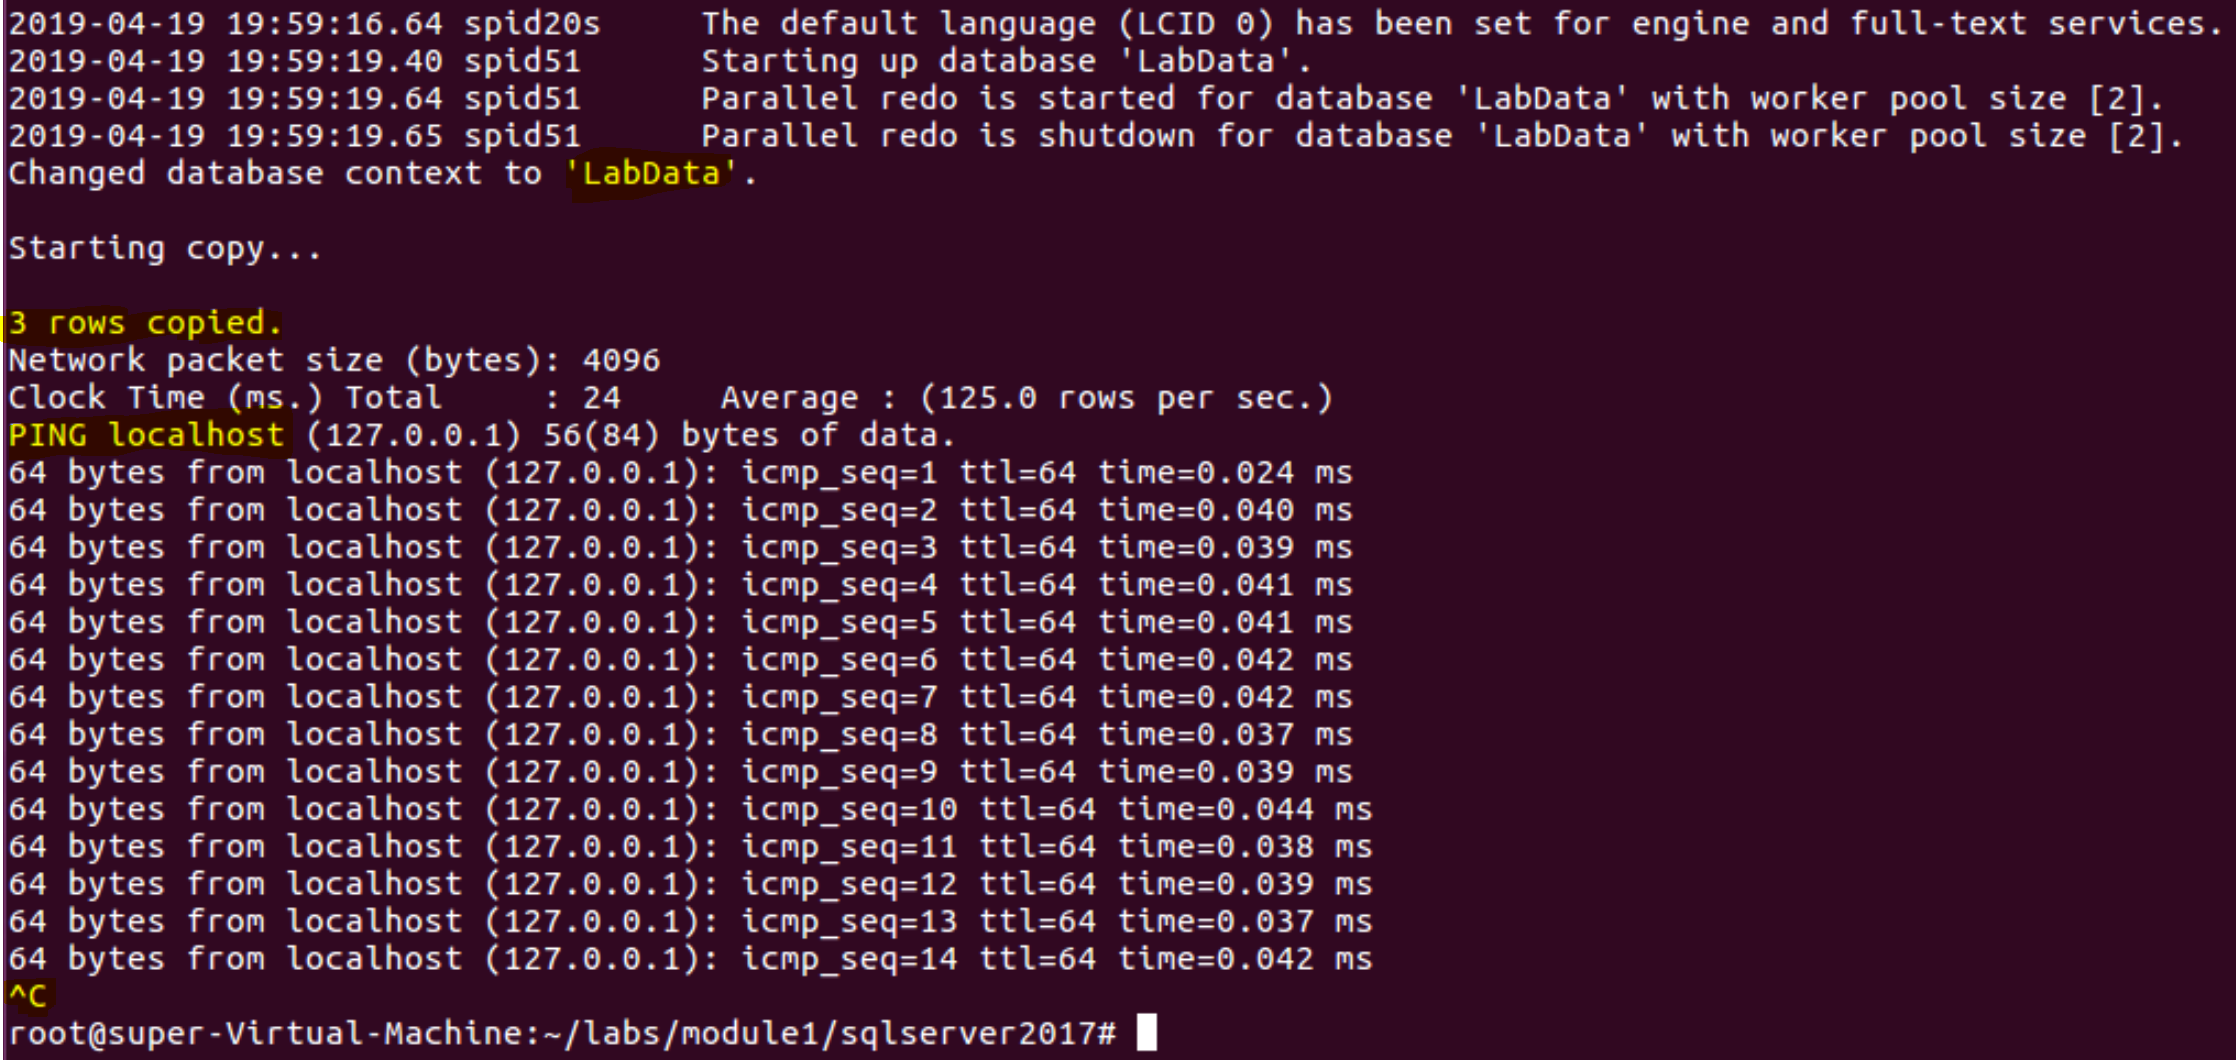 2019-04-19 19:59:16.64 spid20s     The default language (LCID 0) has been set for engine and full-text services.
2019-04-19 19:59:19.40 spid51      Starting up database 'LabData'.
2019-04-19 19:59:19.64 spid51      Parallel redo is started for database 'LabData' with worker pool size [2].
2019-04-19 19:59:19.65 spid51      Parallel redo is shutdown for database 'LabData' with worker pool size [2].
Changed database context to 'LabData'.
Starting copy...
3 rows copied.
Network packet size (bytes): 4096
Clock Time (ms.) Total     : 24     Average : (125.0 rows per sec.)
PING localhost (127.0.0.1) 56(84) bytes of data.
64 bytes from localhost (127.0.0.1): icmp_seq=1 ttl=64 time=0.024 ms
64 bytes from localhost (127.0.0.1): icmp_seq=2 ttl=64 time=0.040 ms
64 bytes from localhost (127.0.0.1): icmp_seq=3 ttl=64 time=0.039 ms
64 bytes from localhost (127.0.0.1): icmp_seq=4 ttl=64 time=0.041 ms
64 bytes from localhost (127.0.0.1): icmp_seq=5 ttl=64 time=0.041 ms
64 bytes from localhost (127.0.0.1): icmp_seq=6 ttl=64 time=0.042 ms
64 bytes from localhost (127.0.0.1): icmp_seq=7 ttl=64 time=0.042 ms
64 bytes from localhost (127.0.0.1): icmp_seq=8 ttl=64 time=0.037 ms
64 bytes from localhost (127.0.0.1): icmp_seq=9 ttl=64 time=0.039 ms
64 bytes from localhost (127.0.0.1): icmp_seq=10 ttl=64 time=0.044 ms
64 bytes from localhost (127.0.0.1): icmp_seq=11 ttl=64 time=0.038 ms
64 bytes from localhost (127.0.0.1): icmp_seq=12 ttl=64 time=0.039 ms
64 bytes from localhost (127.0.0.1): icmp_seq=13 ttl=64 time=0.037 ms
64 bytes from localhost (127.0.0.1): icmp_seq=14 ttl=64 time=0.042 ms
^C
root@super-Virtual-Machine:~/labs/module1/sqlserver2017#